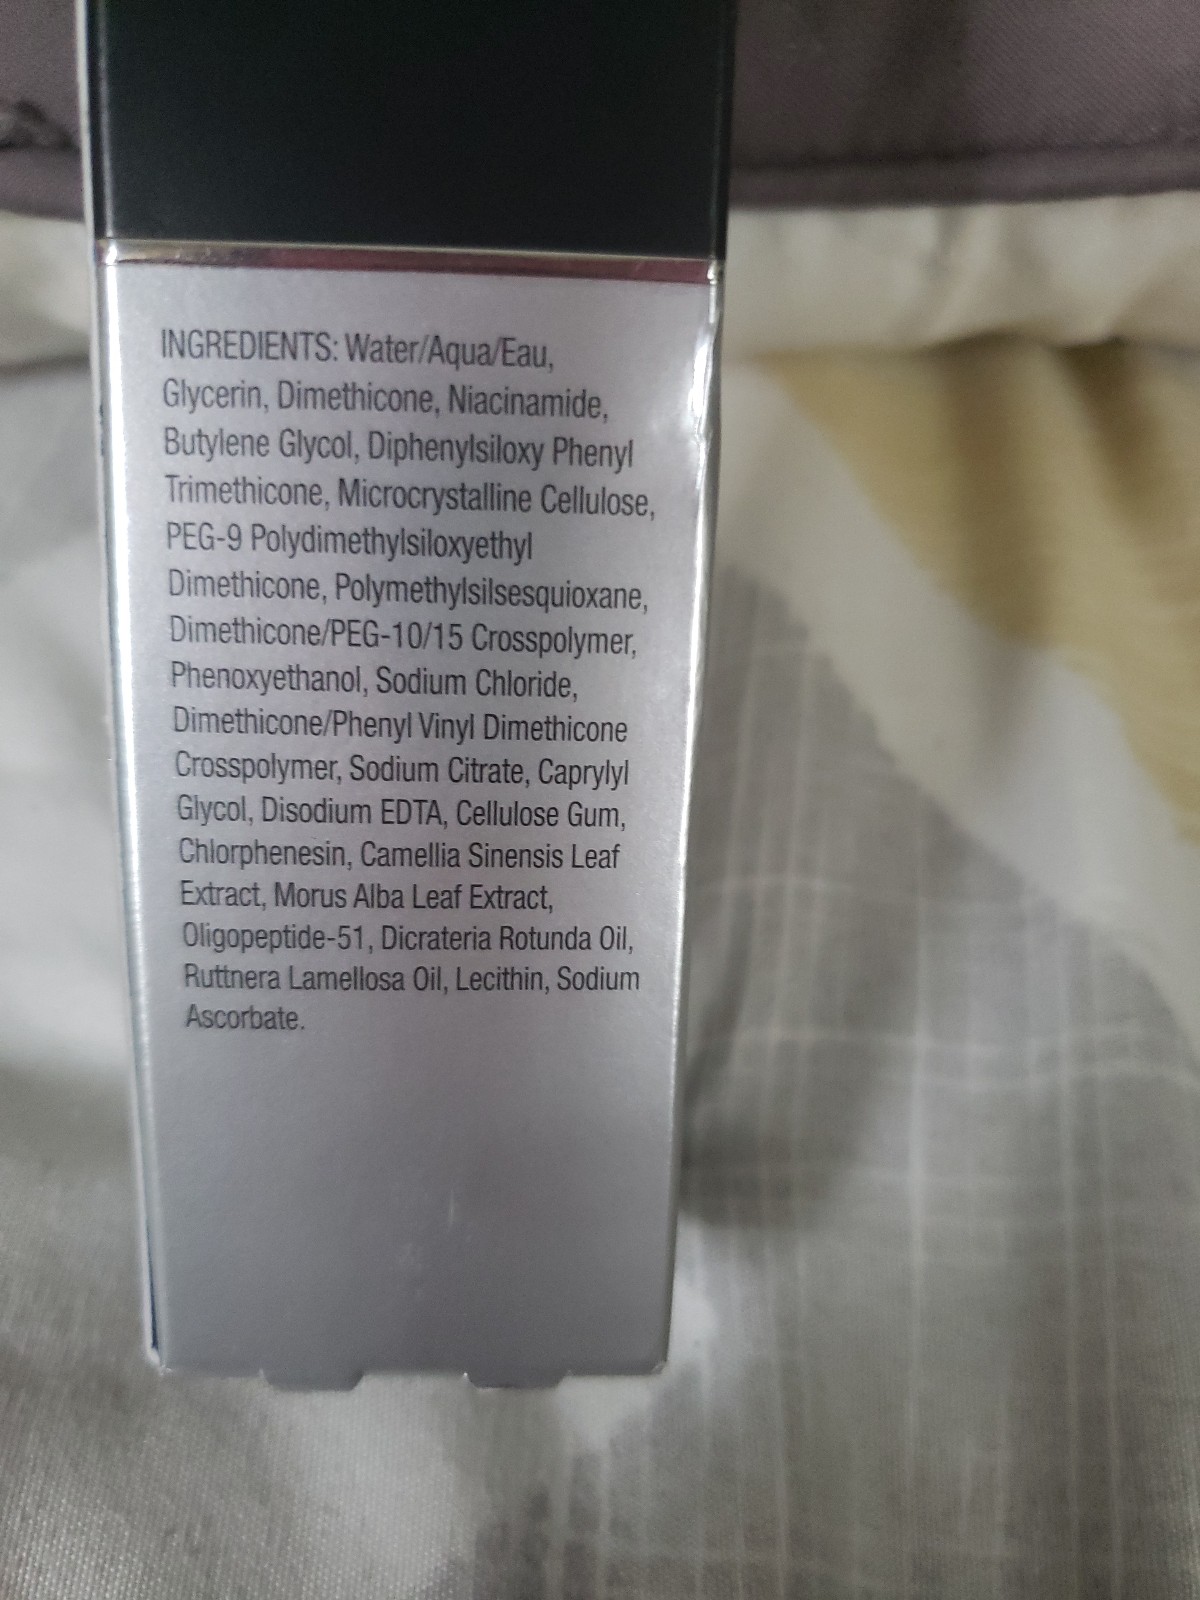 INGREDIENTS: Water/Aqua/Eau,
Glycerin, Dimethicone, Niacinamide,
Butylene Glycol, Diphenylsiloxy Phenyl
Trimethicone, Microcrystalline Cellulose,
PEG-9 Polydimethylsiloxyethyl
Dimethicone, Polymethylsilsesquioxane,
Dimethicone/PEG-10/15 Crosspolymer,
Phenoxyethanol, Sodium Chloride,
Dimethicone/Phenyl Vinyl Dimethicone
Crosspolymer, Sodium Citrate, Caprylyl
Glycol, Disodium EDTA, Cellulose Gum,
Chlorphenesin, Camellia Sinensis Leaf
Extract, Morus Alba Leaf Extract,
Oligopeptide-51, Dicrateria Rotunda Oil,
Ruttnera Lamellosa Oil, Lecithin, Sodium
Ascorbate.